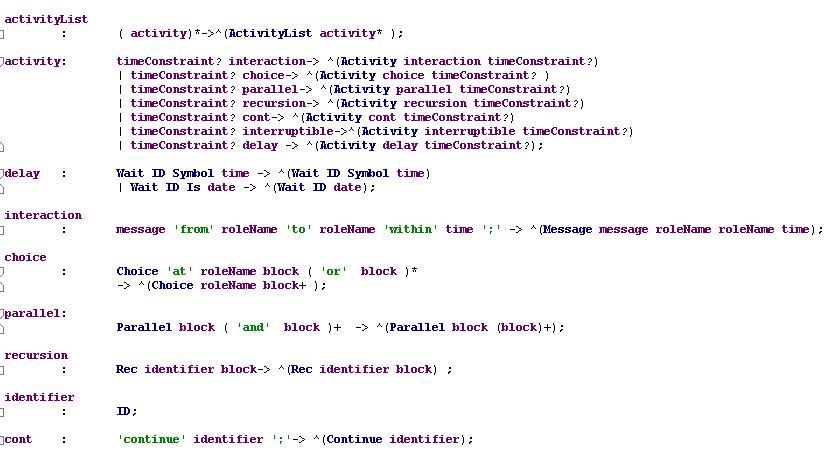 activityList
: ( activity)*->^(ActivityList activity* );
activity: timeConstraint? interaction-> ^(Activity interaction timeConstraint?)
| timeConstraint? choice-> ^(Activity choice timeConstraint? )
| timeConstraint? parallel-> ^(Activity parallel timeConstraint?)
| timeConstraint? recursion-> ^(Activity recursion timeConstraint?)
| timeConstraint? cont-> ^(Activity cont timeConstraint?)
| timeConstraint? interruptible->^(Activity interruptible timeConstraint?)
| timeConstraint? delay -> ^(Activity delay timeConstraint?);
delay : Wait ID Symbol time -> ^(Wait ID Symbol time)
| Wait ID Is date -> ^(Wait ID date);
interaction
: message 'from' roleName 'to' roleName 'within' time ';' -> ^(Message message roleName roleName time);
choice
: Choice 'at' roleName block ( 'or' block )*
-> ^(Choice roleName block+ );
parallel:
Parallel block ( 'and' block )+ -> ^(Parallel block (block)+);
recursion
: Rec identifier block-> ^(Rec identifier block) ;
identifier
: ID;
cont : 'continue' identifier ';'-> ^(Continue identifier);